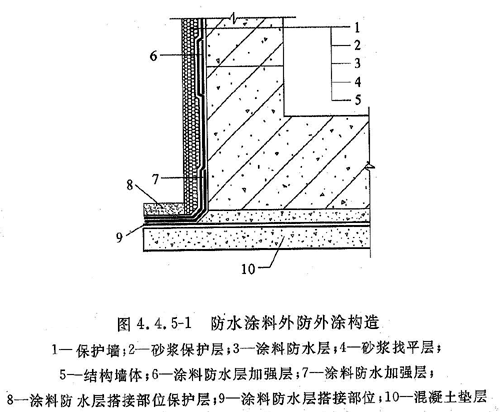 1
2
3
4
5
6
7
8
9
10
图 4.4.5-1 防水涂料外防外涂构造
1—保护墙;2—砂浆保护层;3—涂料防水层;4—砂浆找平层;
5—结构墙体;6—涂料防水层加强层;7—涂料防水加强层;
8—涂料防水层搭接部位保护层;9—涂料防水层搭接部位;10—混凝土垫层